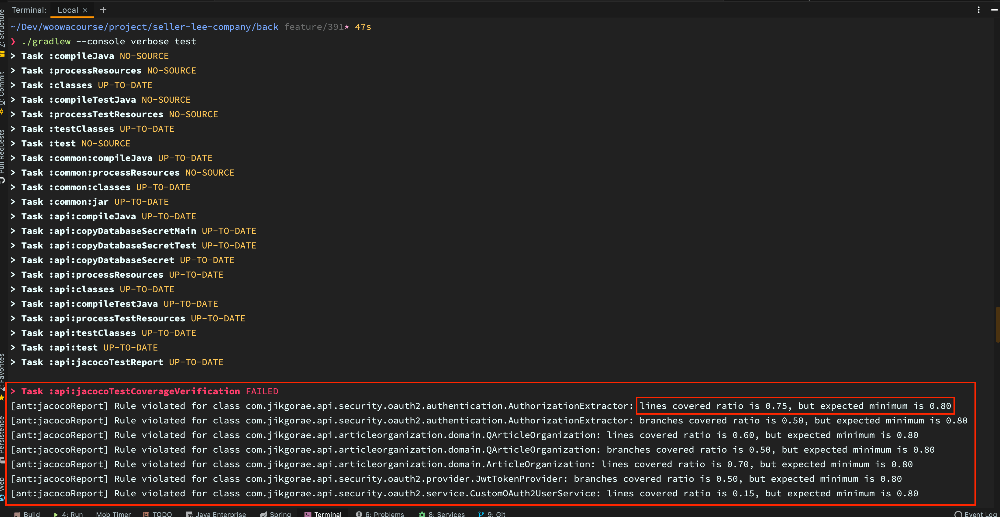 Terminal: Local × +
~/Dev/woowacourse/project/seller-lee-company/back feature/391* 47s
❯ ./gradlew --console verbose test
> Task :compileJava NO-SOURCE
> Task :processResources NO-SOURCE
> Task :classes UP-TO-DATE
> Task :compileTestJava NO-SOURCE
> Task :processTestResources NO-SOURCE
> Task :testClasses UP-TO-DATE
> Task :test NO-SOURCE
> Task :common:compileJava UP-TO-DATE
> Task :common:processResources NO-SOURCE
> Task :common:classes UP-TO-DATE
> Task :common:jar UP-TO-DATE
> Task :api:compileJava UP-TO-DATE
> Task :api:copyDatabaseSecretMain UP-TO-DATE
> Task :api:copyDatabaseSecretTest UP-TO-DATE
> Task :api:copyDatabaseSecret UP-TO-DATE
> Task :api:processResources UP-TO-DATE
> Task :api:classes UP-TO-DATE
> Task :api:compileTestJava UP-TO-DATE
> Task :api:processTestResources UP-TO-DATE
> Task :api:testClasses UP-TO-DATE
> Task :api:test UP-TO-DATE
> Task :api:jacocoTestReport UP-TO-DATE
> Task :api:jacocoTestCoverageVerification FAILED
[ant:jacocoReport] Rule violated for class com.jikgorae.api.security.oauth2.authentication.AuthorizationExtractor: lines covered ratio is 0.75, but expected minimum is 0.80
[ant:jacocoReport] Rule violated for class com.jikgorae.api.security.oauth2.authentication.AuthorizationExtractor: branches covered ratio is 0.50, but expected minimum is 0.80
[ant:jacocoReport] Rule violated for class com.jikgorae.api.articleorganization.domain.QArticleOrganization: lines covered ratio is 0.60, but expected minimum is 0.80
[ant:jacocoReport] Rule violated for class com.jikgorae.api.articleorganization.domain.QArticleOrganization: branches covered ratio is 0.50, but expected minimum is 0.80
[ant:jacocoReport] Rule violated for class com.jikgorae.api.articleorganization.domain.ArticleOrganization: lines covered ratio is 0.70, but expected minimum is 0.80
[ant:jacocoReport] Rule violated for class com.jikgorae.api.security.oauth2.provider.JwtTokenProvider: branches covered ratio is 0.50, but expected minimum is 0.80
[ant:jacocoReport] Rule violated for class com.jikgorae.api.security.oauth2.service.CustomOAuth2UserService: lines covered ratio is 0.15, but expected minimum is 0.80
Z: Structure
0: Commit
Pull Requests
2: Favorites
Persistence
Web
Build 4: Run Mob Timer TODO Java Enterprise Spring Terminal 6: Problems 8: Services 9: Git Event Log